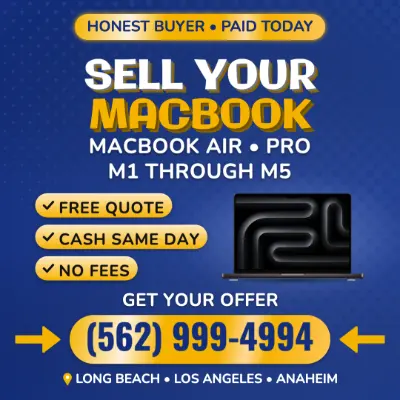 HONEST BUYER • PAID TODAY
SELL YOUR
MACBOOK
MACBOOK AIR • PRO
M1 THROUGH M5
✓ FREE QUOTE
✓ CASH SAME DAY
✓ NO FEES
GET YOUR OFFER
(562) 999-4994
LONG BEACH • LOS ANGELES • ANAHEIM